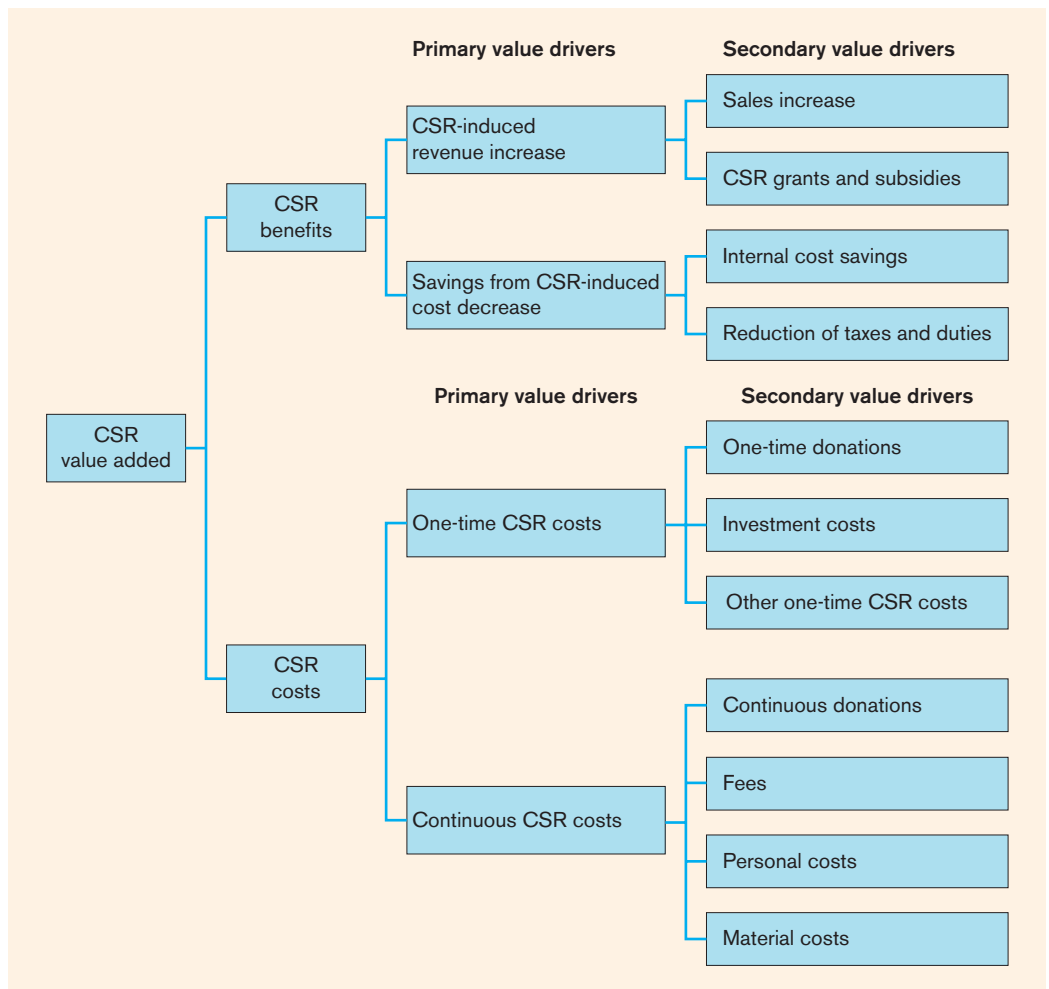 Primary value drivers
Secondary value drivers
Sales increase
CSR-induced
revenue increase
CSR grants and subsidies
CSR
benefits
Internal cost savings
Savings from CSR-induced
cost decrease
Reduction of taxes and duties
Primary value drivers
Secondary value drivers
CSR
value added
One-time donations
One-time CSR costs
Investment costs
Other one-time CSR costs
CSR
costs
Continuous donations
Fees
Continuous CSR costs
Personal costs
Material costs